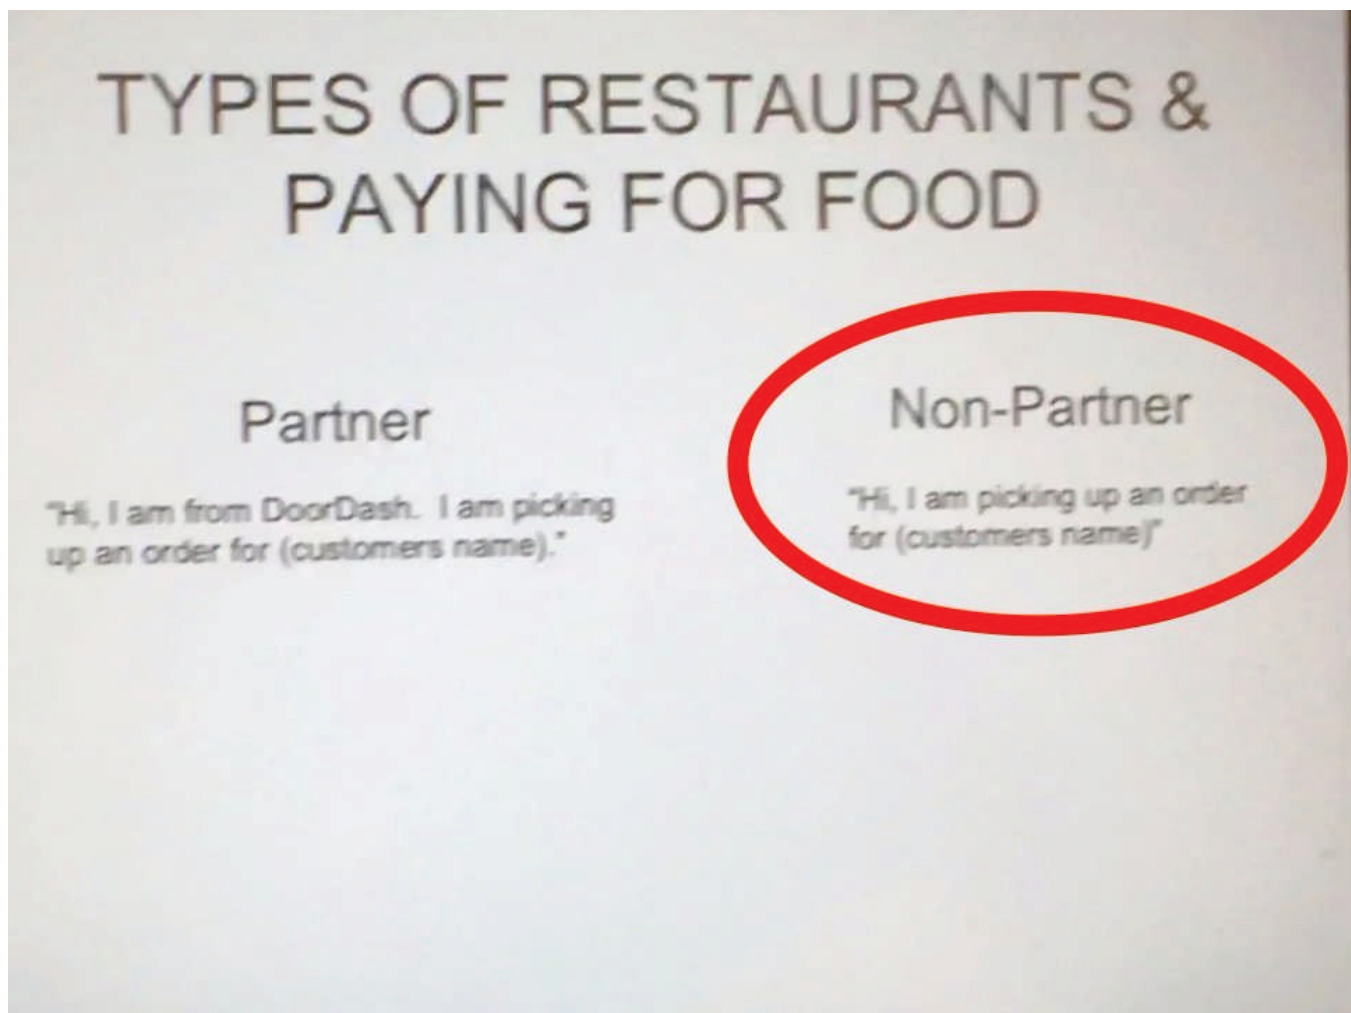 TYPES OF RESTAURANTS &
PAYING FOR FOOD
Partner
"Hi, I am from DoorDash. I am picking
up an order for (customers name)."
Non-Partner
"Hi, I am picking up an order
for (customers name)"